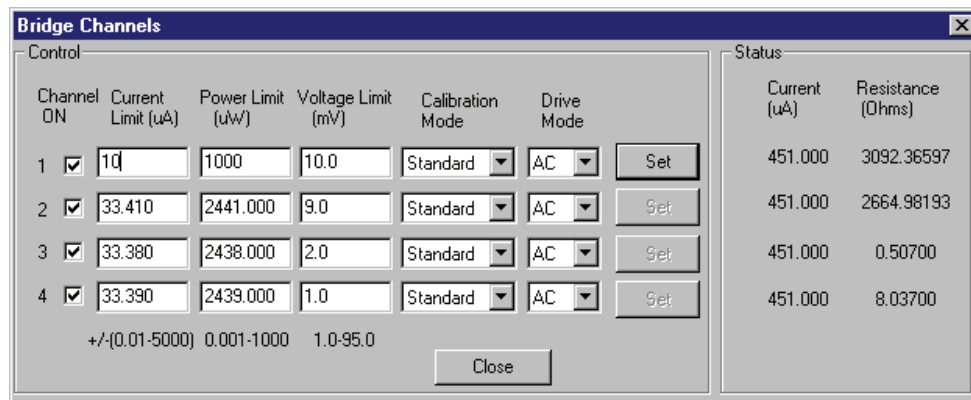 Bridge Channels
Control
Status
Channel ON Current Limit (uA) Power Limit (uW) Voltage Limit (mV) Calibration Mode Drive Mode Current (uA) Resistance (Ohms)
1 10 1000 10.0 Standard AC Set 451.000 3092.36597
2 33.410 2441.000 9.0 Standard AC Set 451.000 2664.98193
3 33.380 2438.000 2.0 Standard AC Set 451.000 0.50700
4 33.390 2439.000 1.0 Standard AC Set 451.000 8.03700
+/-(0.01-5000) 0.001-1000 1.0-95.0
Close